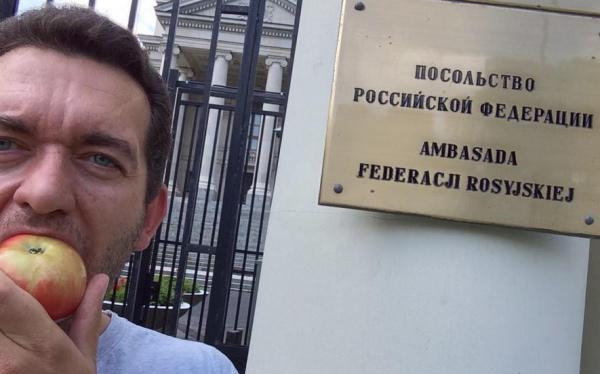 ПОСОЛЬСТВО
РОССИЙСКОЙ ФЕДЕРАЦИИ
AMBASADA
FEDERACJI ROSYJSKIEJ